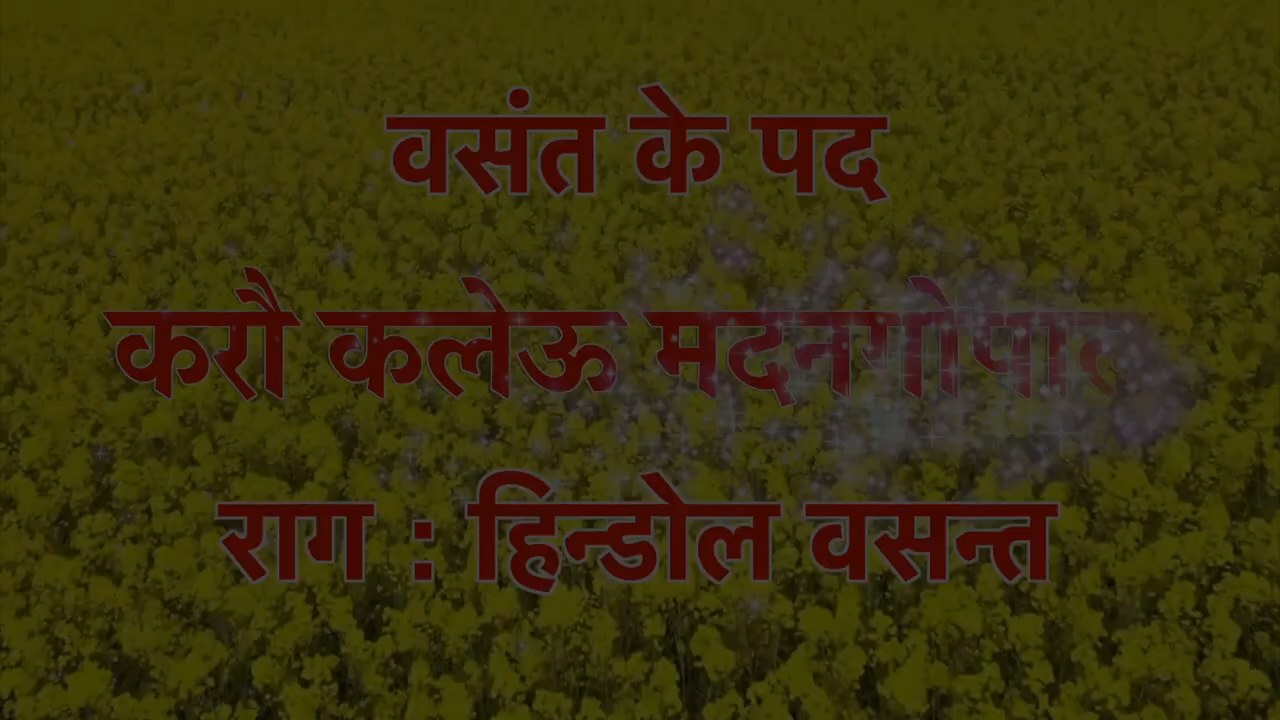 वसंत के पद
करौ कलेऊ मदनगोपाल
राग : हिन्डोल वसन्त